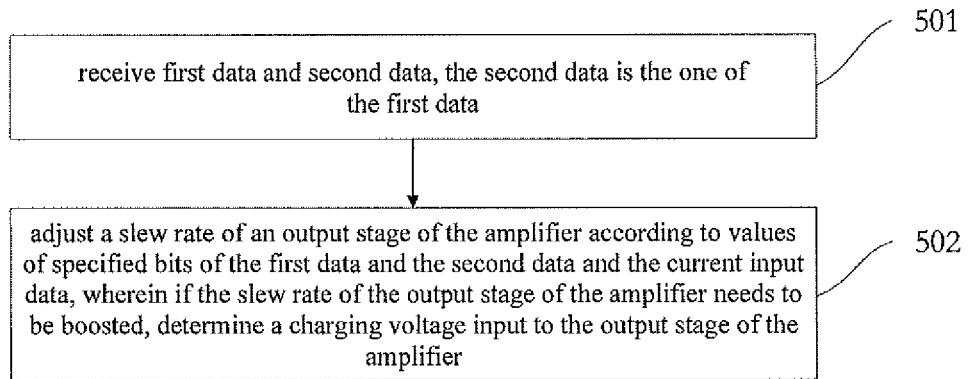 501
receive first data and second data, the second data is the one of
the first data
502
adjust a slew rate of an output stage of the amplifier according to values
of specified bits of the first data and the second data and the current input
data, wherein if the slew rate of the output stage of the amplifier needs to
be boosted, determine a charging voltage input to the output stage of the
amplifier